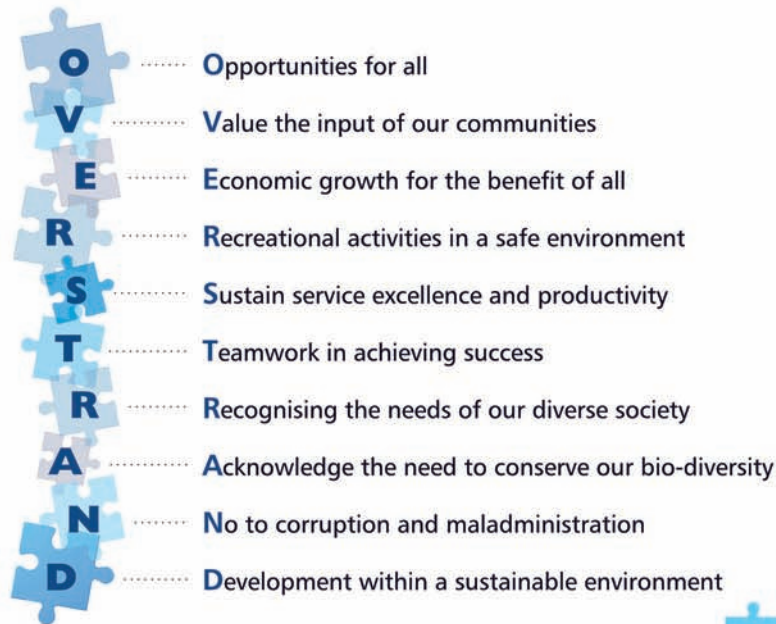 O ....... Opportunities for all
V .......... Value the input of our communities
E ......... Economic growth for the benefit of all
R ........... Recreational activities in a safe environment
S ............ Sustain service excellence and productivity
T ............ Teamwork in achieving success
R ......... Recognising the needs of our diverse society
A ............ Acknowledge the need to conserve our bio-diversity
N ........ No to corruption and maladministration
D .......... Development within a sustainable environment